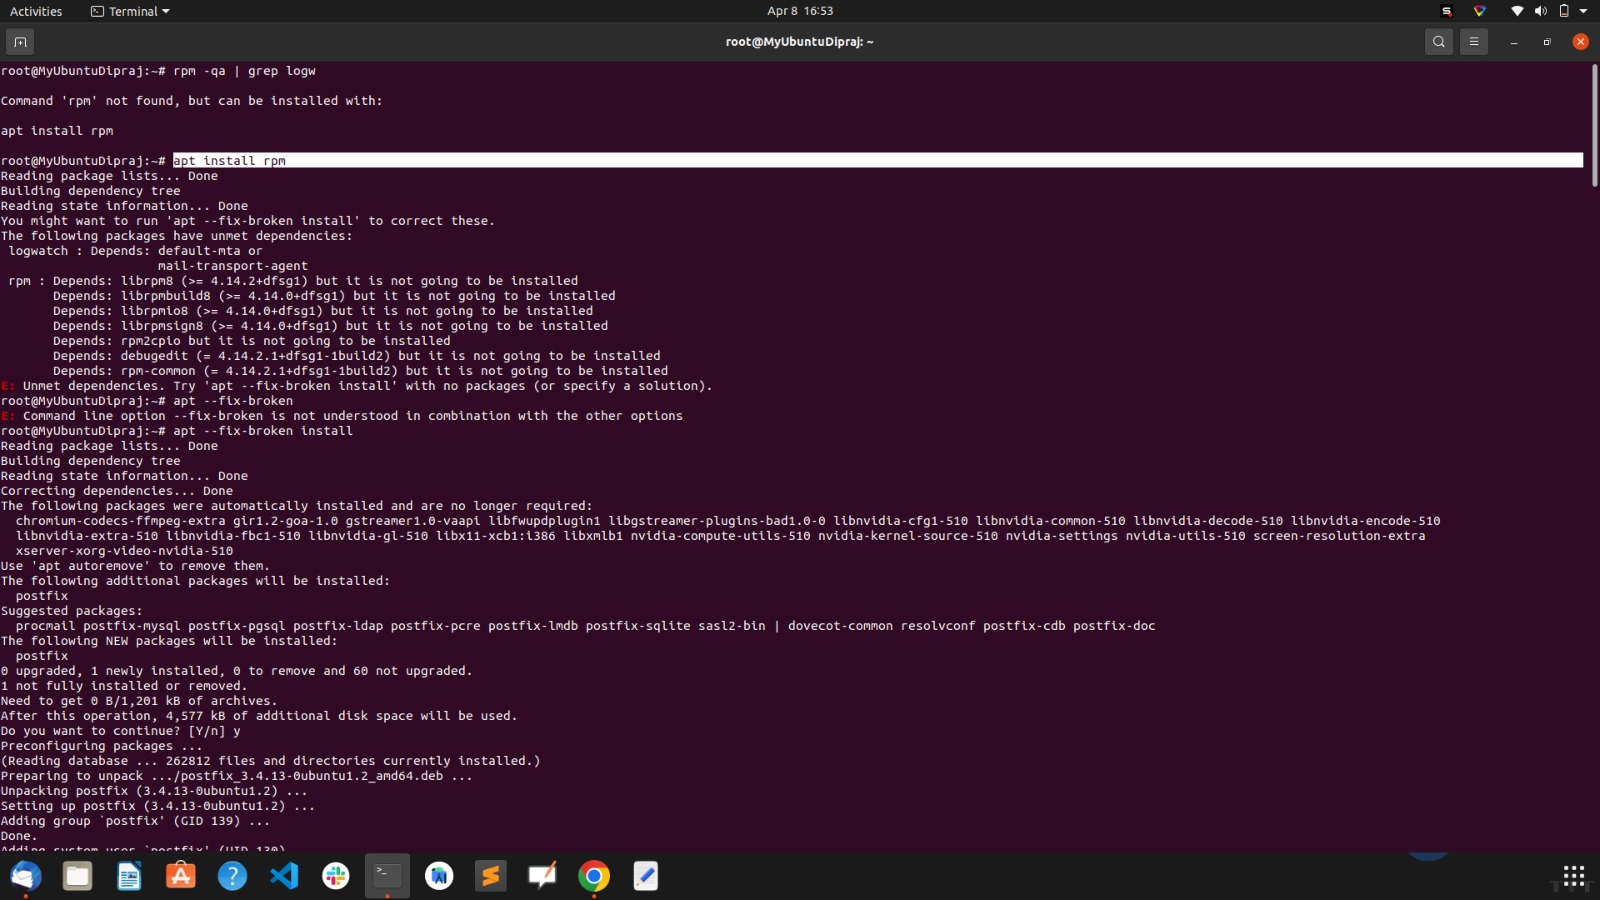 Activities
Terminal
Apr 8 16:53
root@MyUbuntuDipraj: ~
root@MyUbuntuDipraj:~# rpm -qa | grep logw
Command 'rpm' not found, but can be installed with:
apt install rpm
root@MyUbuntuDipraj:~# apt install rpm
Reading package lists... Done
Building dependency tree
Reading state information... Done
You might want to run 'apt --fix-broken install' to correct these.
The following packages have unmet dependencies:
 logwatch : Depends: default-mta or
                     mail-transport-agent
 rpm : Depends: librpm8 (>= 4.14.2+dfsg1) but it is not going to be installed
       Depends: librpmbuild8 (>= 4.14.0+dfsg1) but it is not going to be installed
       Depends: librpmio8 (>= 4.14.0+dfsg1) but it is not going to be installed
       Depends: librpmsign8 (>= 4.14.0+dfsg1) but it is not going to be installed
       Depends: rpm2cpio but it is not going to be installed
       Depends: debugedit (= 4.14.2.1+dfsg1-1build2) but it is not going to be installed
       Depends: rpm-common (= 4.14.2.1+dfsg1-1build2) but it is not going to be installed
E: Unmet dependencies. Try 'apt --fix-broken install' with no packages (or specify a solution).
root@MyUbuntuDipraj:~# apt --fix-broken
E: Command line option --fix-broken is not understood in combination with the other options
root@MyUbuntuDipraj:~# apt --fix-broken install
Reading package lists... Done
Building dependency tree
Reading state information... Done
Correcting dependencies... Done
The following packages were automatically installed and are no longer required:
  chromium-codecs-ffmpeg-extra gir1.2-goa-1.0 gstreamer1.0-vaapi libfwupdplugin1 libgstreamer-plugins-bad1.0-0 libnvidia-cfg1-510 libnvidia-common-510 libnvidia-decode-510 libnvidia-encode-510
  libnvidia-extra-510 libnvidia-fbc1-510 libnvidia-gl-510 libx11-xcb1:i386 libxmlb1 nvidia-compute-utils-510 nvidia-kernel-source-510 nvidia-settings nvidia-utils-510 screen-resolution-extra
  xserver-xorg-video-nvidia-510
Use 'apt autoremove' to remove them.
The following additional packages will be installed:
  postfix
Suggested packages:
  procmail postfix-mysql postfix-pgsql postfix-ldap postfix-pcre postfix-lmdb postfix-sqlite sasl2-bin | dovecot-common resolvconf postfix-cdb postfix-doc
The following NEW packages will be installed:
  postfix
0 upgraded, 1 newly installed, 0 to remove and 60 not upgraded.
1 not fully installed or removed.
Need to get 0 B/1,201 kB of archives.
After this operation, 4,577 kB of additional disk space will be used.
Do you want to continue? [Y/n] y
Preconfiguring packages ...
(Reading database ... 262812 files and directories currently installed.)
Preparing to unpack .../postfix_3.4.13-0ubuntu1.2_amd64.deb ...
Unpacking postfix (3.4.13-0ubuntu1.2) ...
Setting up postfix (3.4.13-0ubuntu1.2) ...
Adding group `postfix' (GID 139) ...
Done.
Adding system user `postfix' (UID 130)